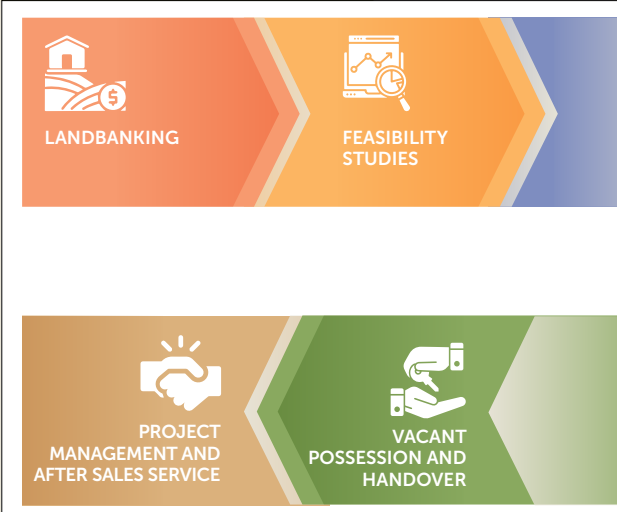 LANDBANKING
FEASIBILITY
STUDIES
PROJECT
MANAGEMENT AND
AFTER SALES SERVICE
VACANT
POSSESSION AND
HANDOVER